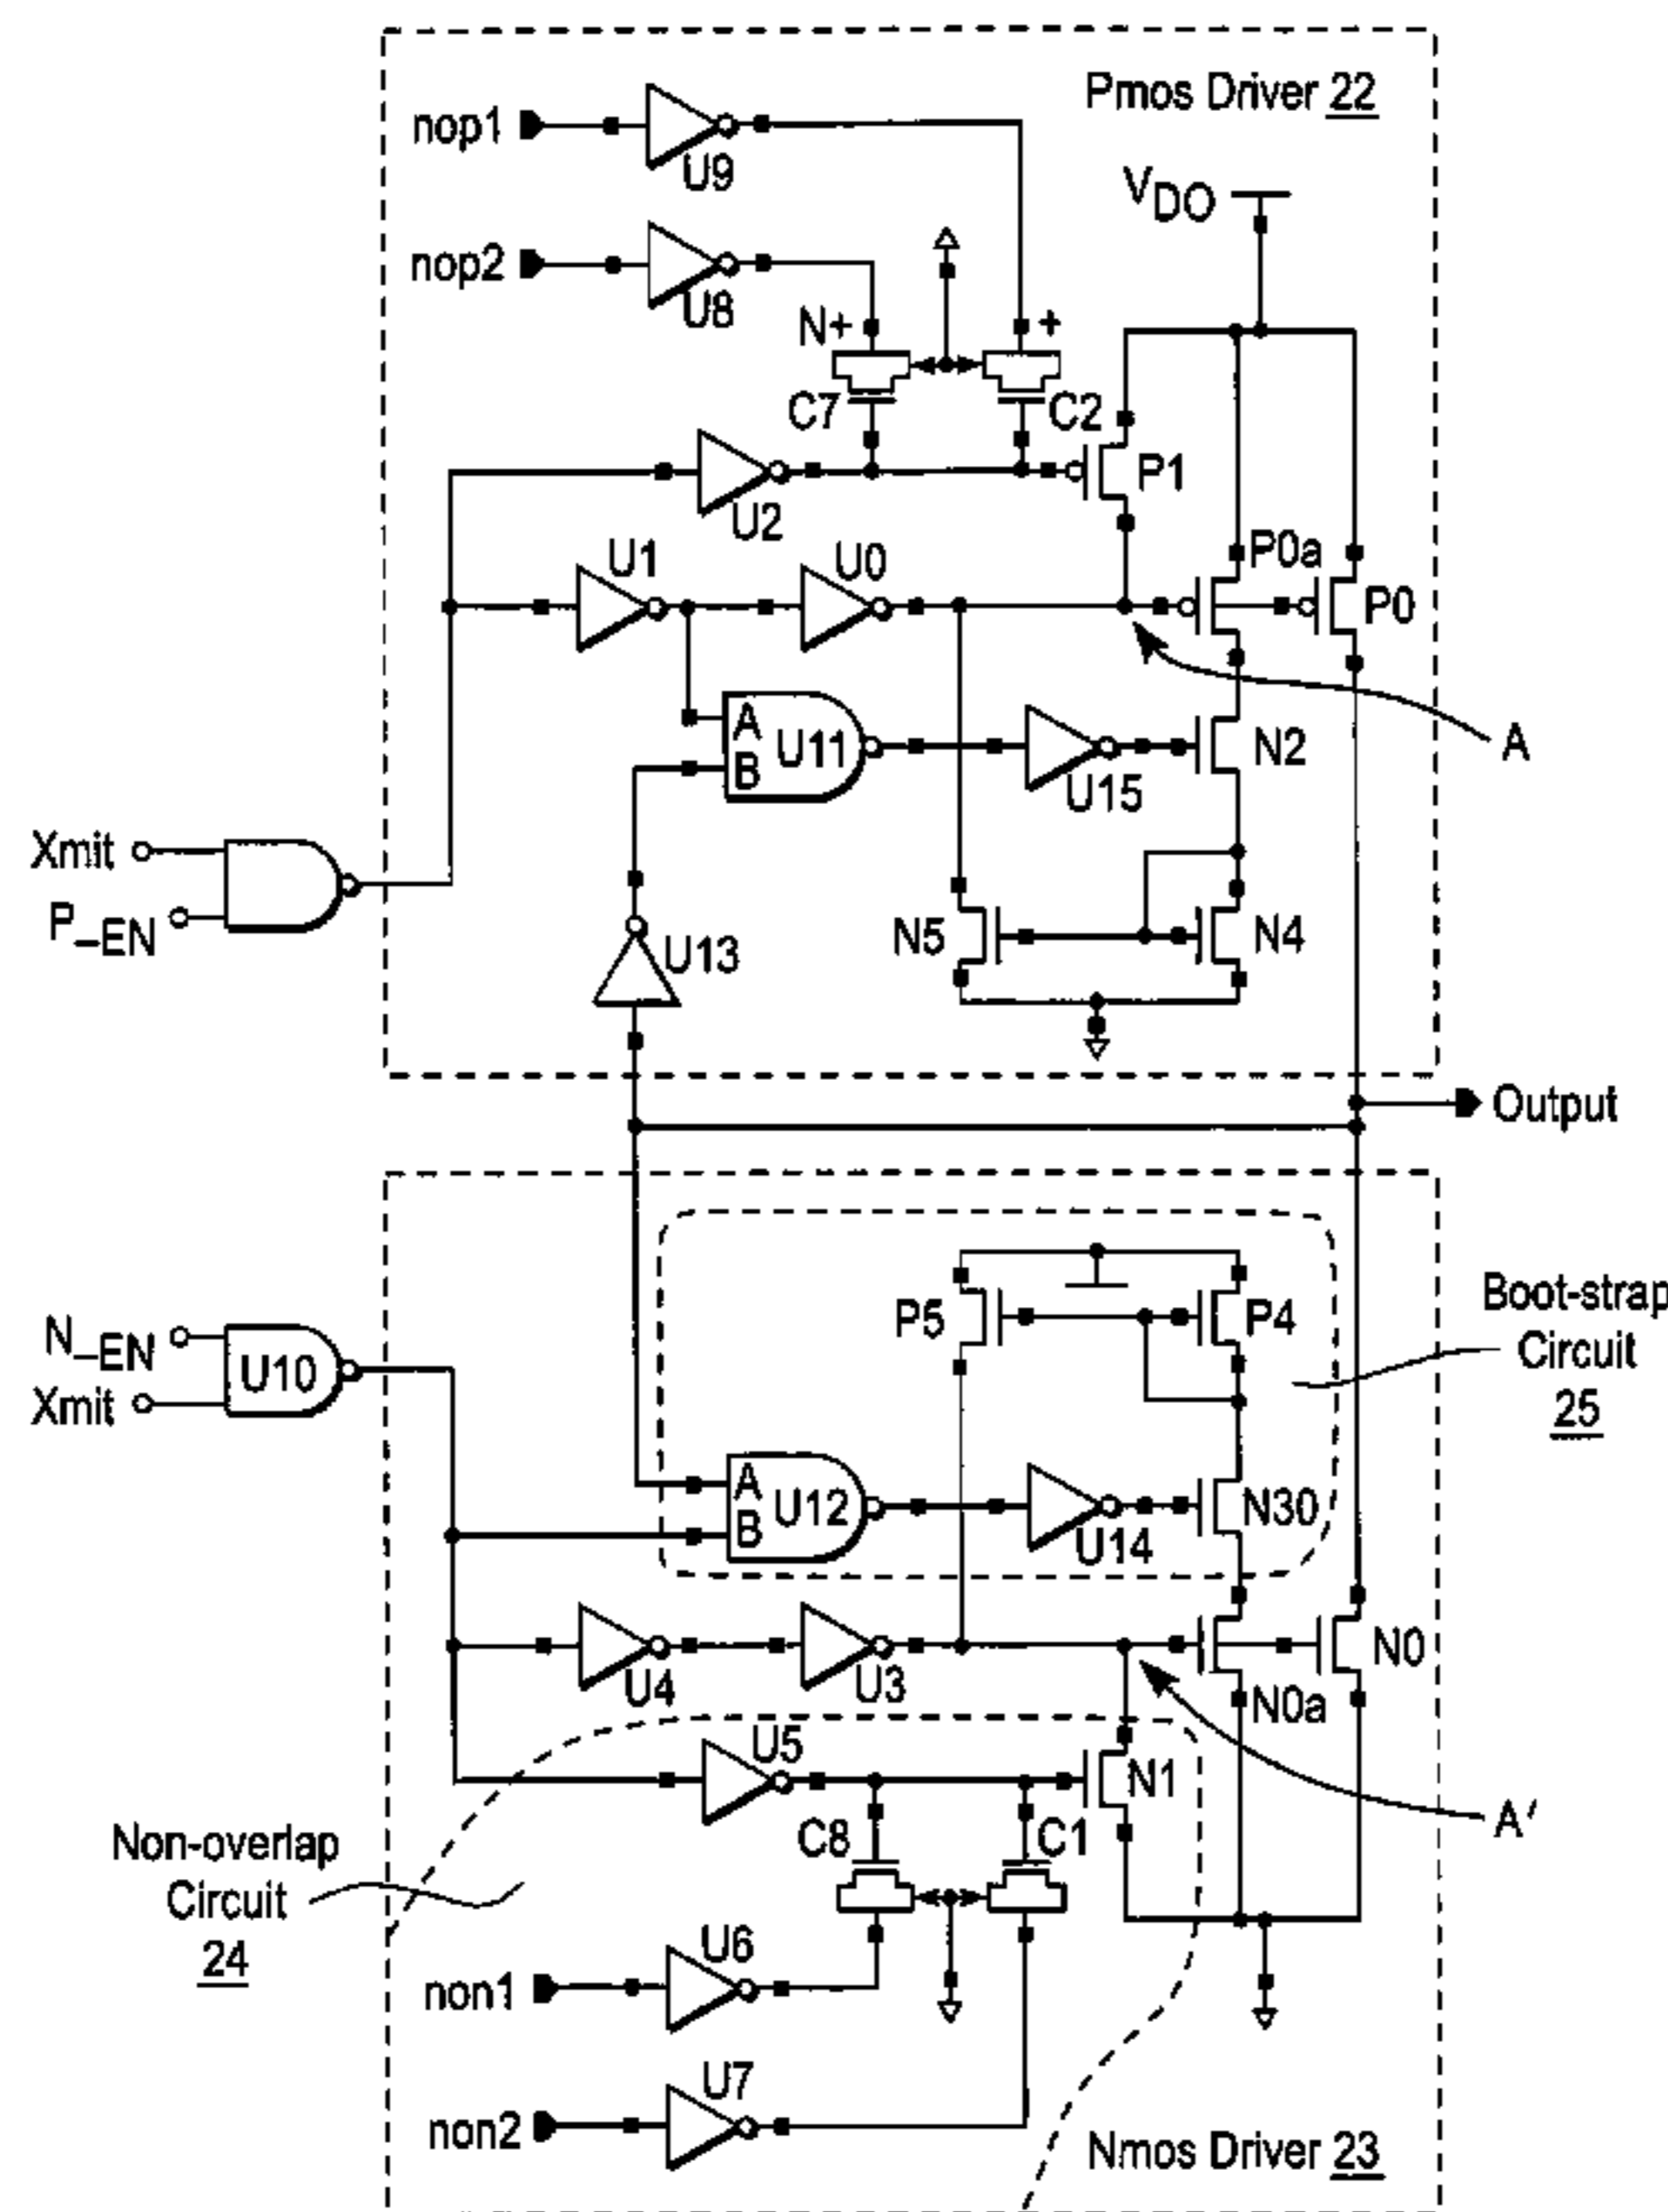 Pmos Driver 22
nop1
U9
VDO
nop2
U8
N+
+
C7
C2
U2
P1
U1
U0
P0a
P0
A
B
U11
U15
N2
A
Xmit
P_EN
U13
N5
N4
Output
N_EN
Xmit
U10
P5
P4
Boot-strap
Circuit
25
A
B
U12
U14
N30
U4
U3
N0a
N0
U5
N1
A'
C8
C1
Non-overlap
Circuit
24
U6
non1
U7
non2
Nmos Driver 23